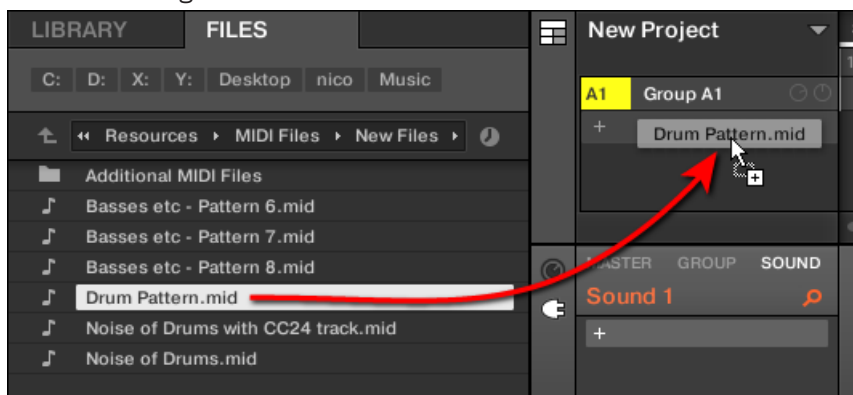 LIBRARY FILES
New Project
C: D: X: Y: Desktop nico Music
A1 Group A1
Resources MIDI Files New Files
+ Drum Pattern.mid
Additional MIDI Files
Basses etc - Pattern 6.mid
Basses etc - Pattern 7.mid
Basses etc - Pattern 8.mid
Drum Pattern.mid
Noise of Drums with CC24 track.mid
Noise of Drums.mid
MASTER GROUP SOUND
Sound 1
+